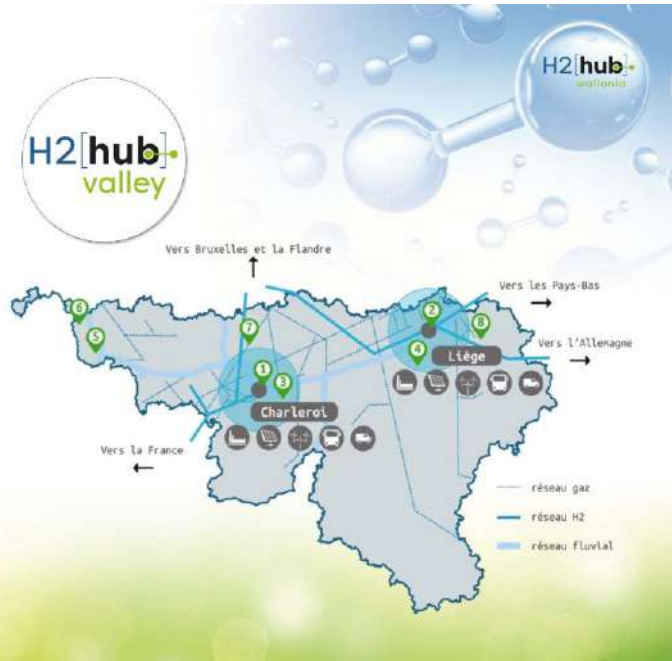 H2[hub]
wallonia
H2[hub]
valley
Vers Bruxelles et la Flandre
Vers les Pays-Bas
Vers l'Allemagne
6
5
7
2
8
4
Liège
1
3
Charleroi
Vers la France
réseau gaz
réseau H2
réseau fluvial